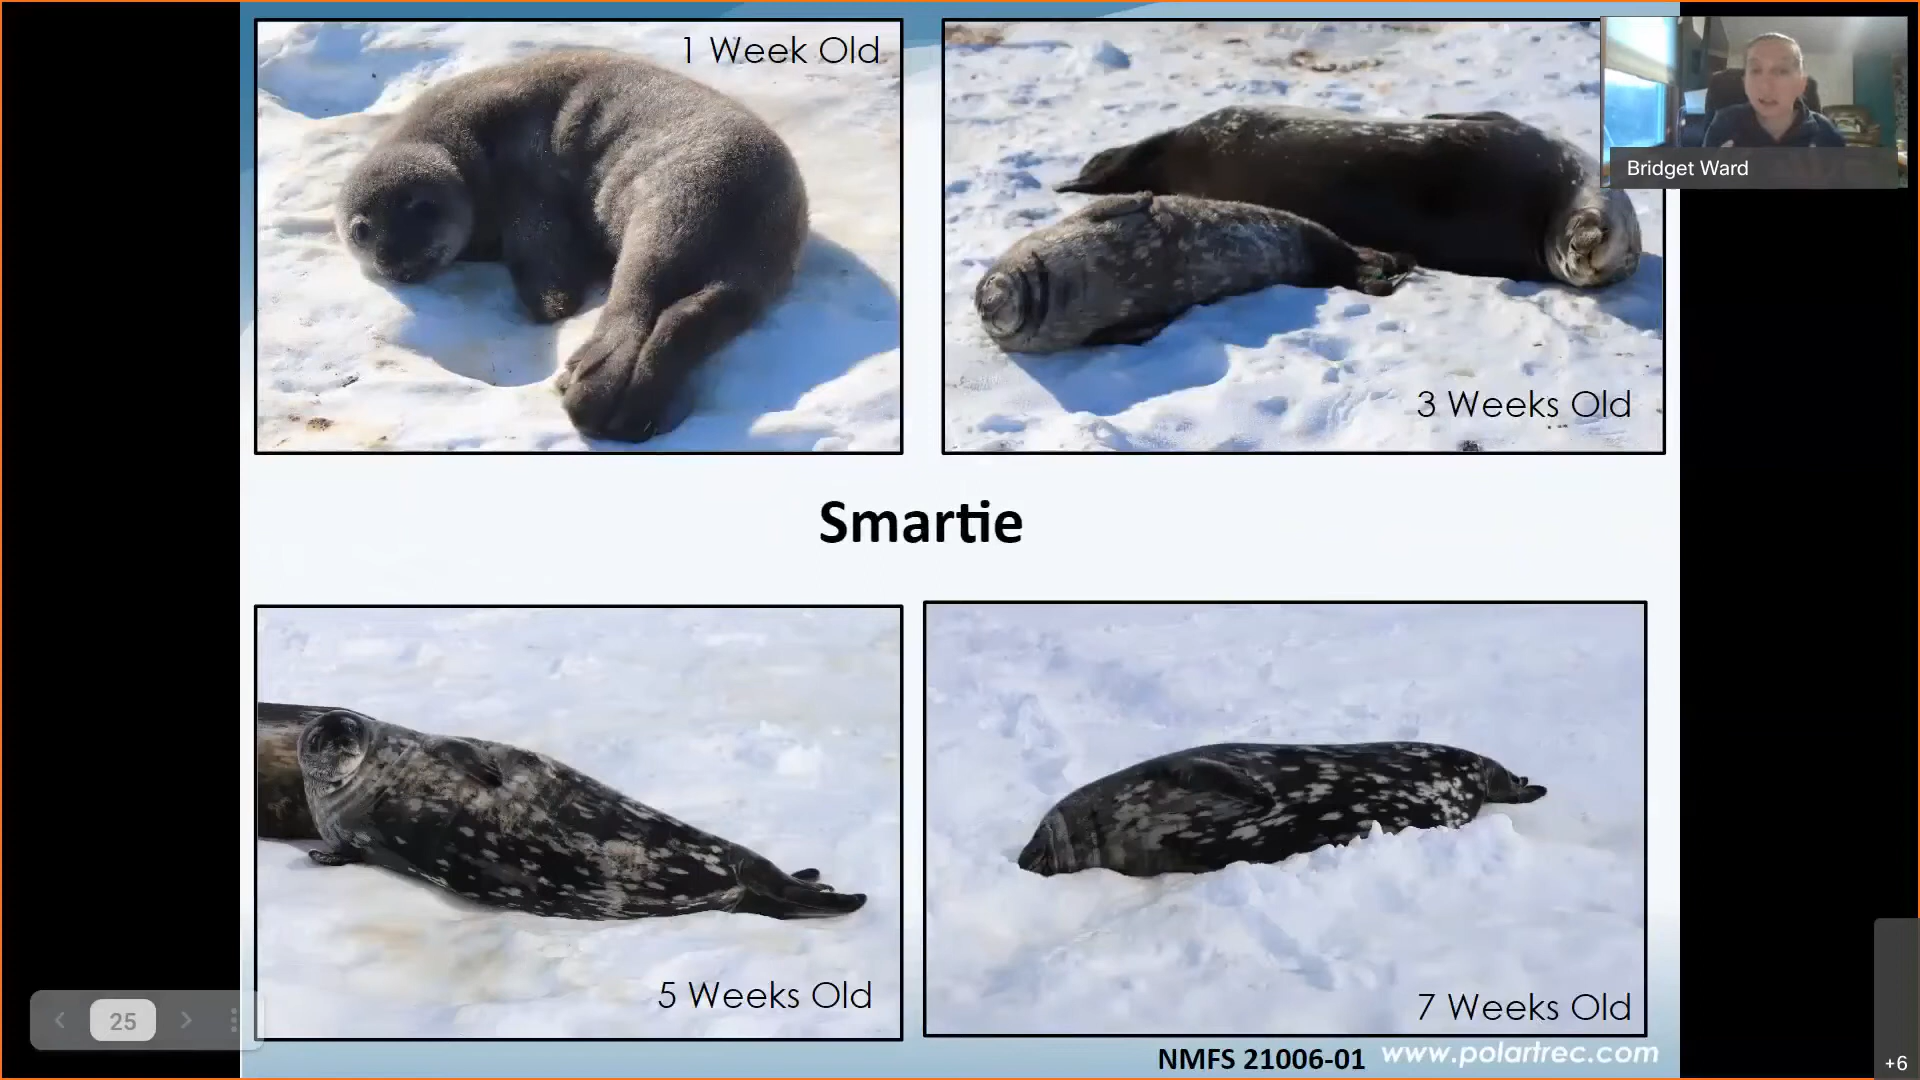 1 Week Old
Bridget Ward
3 Weeks Old
Smartie
5 Weeks Old
7 Weeks Old
25
NMFS 21006-01
www.polartrec.com
+6